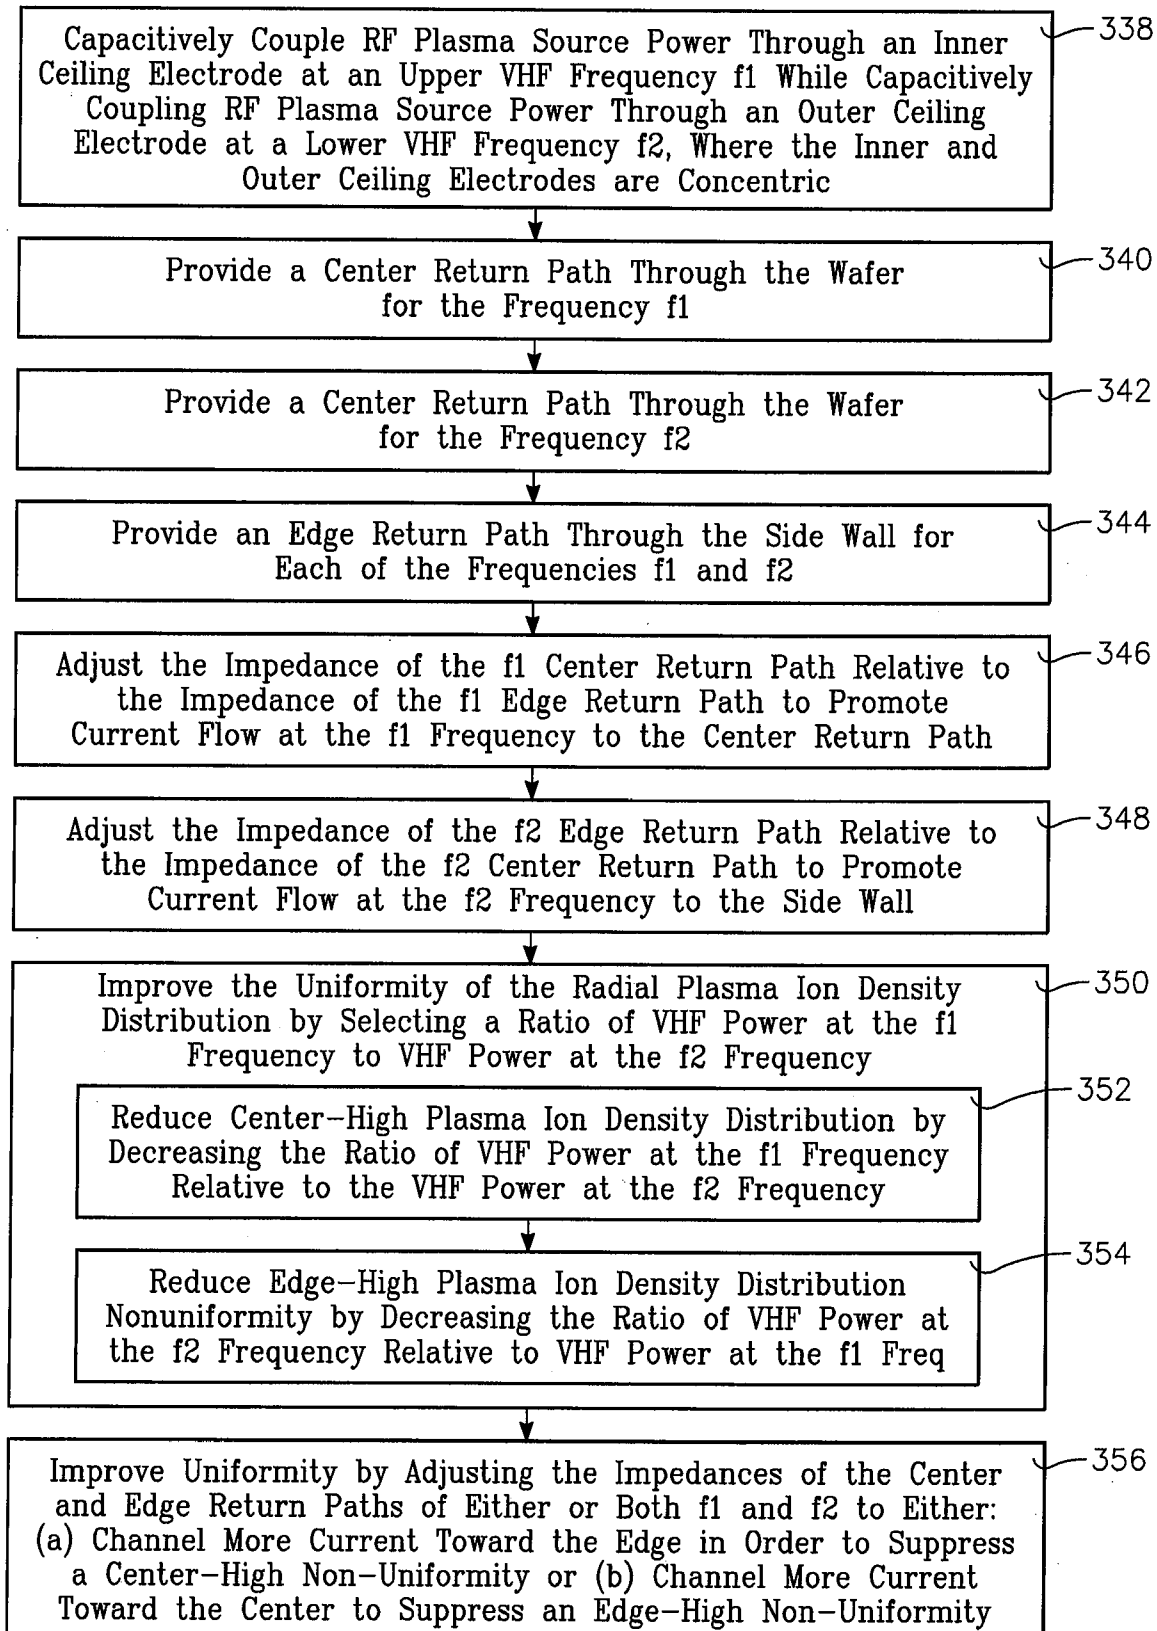 Capacitively Couple RF Plasma Source Power Through an Inner
Ceiling Electrode at an Upper VHF Frequency f1 While Capacitively
Coupling RF Plasma Source Power Through an Outer Ceiling
Electrode at a Lower VHF Frequency f2, Where the Inner and
Outer Ceiling Electrodes are Concentric
338
Provide a Center Return Path Through the Wafer
for the Frequency f1
340
Provide a Center Return Path Through the Wafer
for the Frequency f2
342
Provide an Edge Return Path Through the Side Wall for
Each of the Frequencies f1 and f2
344
Adjust the Impedance of the f1 Center Return Path Relative to
the Impedance of the f1 Edge Return Path to Promote
Current Flow at the f1 Frequency to the Center Return Path
346
Adjust the Impedance of the f2 Edge Return Path Relative to
the Impedance of the f2 Center Return Path to Promote
Current Flow at the f2 Frequency to the Side Wall
348
Improve the Uniformity of the Radial Plasma Ion Density
Distribution by Selecting a Ratio of VHF Power at the f1
Frequency to VHF Power at the f2 Frequency
350
Reduce Center-High Plasma Ion Density Distribution by
Decreasing the Ratio of VHF Power at the f1 Frequency
Relative to the VHF Power at the f2 Frequency
352
Reduce Edge-High Plasma Ion Density Distribution
Nonuniformity by Decreasing the Ratio of VHF Power at
the f2 Frequency Relative to VHF Power at the f1 Freq
354
Improve Uniformity by Adjusting the Impedances of the Center
and Edge Return Paths of Either or Both f1 and f2 to Either:
(a) Channel More Current Toward the Edge in Order to Suppress
a Center-High Non-Uniformity or (b) Channel More Current
Toward the Center to Suppress an Edge-High Non-Uniformity
356